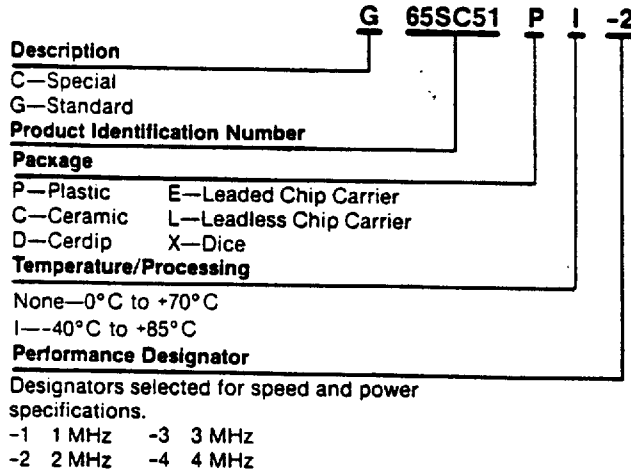 G 65SC51 P I -2
Description
C—Special
G—Standard
Product Identification Number
Package
P—Plastic E—Leaded Chip Carrier
C—Ceramic L—Leadless Chip Carrier
D—Cerdip X—Dice
Temperature/Processing
None—0°C to +70°C
I—-40°C to +85°C
Performance Designator
Designators selected for speed and power
specifications.
-1 1 MHz -3 3 MHz
-2 2 MHz -4 4 MHz